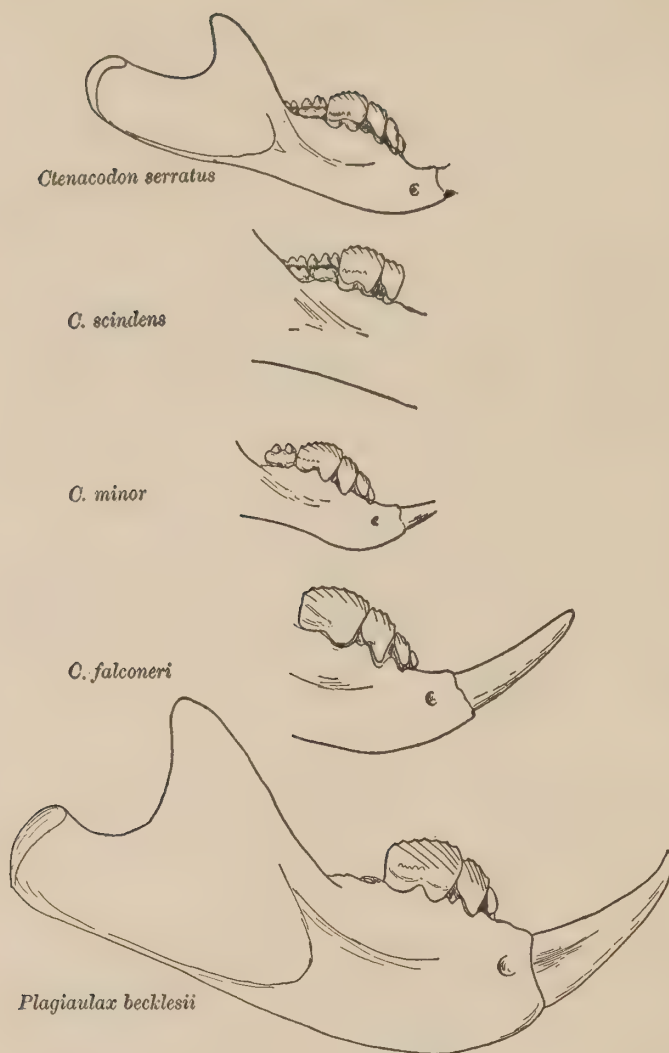 Ctenacodon serratus
C. scindens
C. minor
C. falconeri
Plagiaulax becklesii